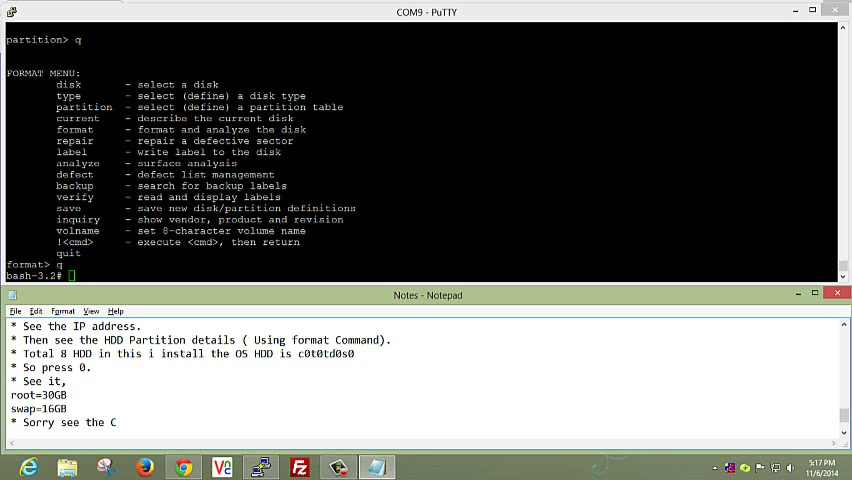 COM9 - PuTTY
partition> q
FORMAT MENU:
disk - select a disk
type - select (define) a disk type
partition - select (define) a partition table
current - describe the current disk
format - format and analyze the disk
repair - repair a defective sector
label - write label to the disk
analyze - surface analysis
defect - defect list management
backup - search for backup labels
verify - read and display labels
save - save new disk/partition definitions
inquiry - show vendor, product and revision
volname - set 8-character volume name
!<cmd> - execute <cmd>, then return
quit
format> q
bash-3.2#
Notes - Notepad
File Edit Format View Help
* See the IP address.
* Then see the HDD Partition details ( Using format Command).
* Total 8 HDD in this i install the OS HDD is c0t0td0s0
* So press 0.
* See it,
root=30GB
swap=16GB
* Sorry see the C
5:17 PM
11/6/2014